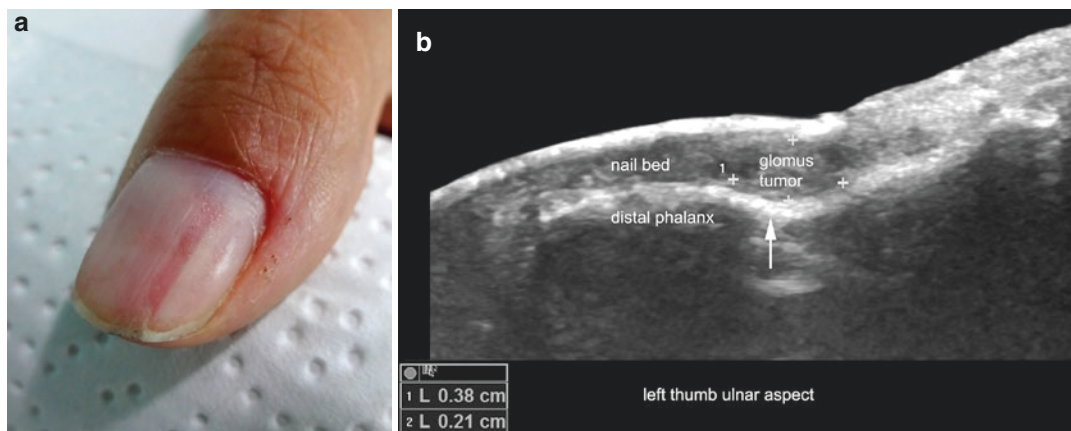 a
b
nail bed
1
glomus
tumor
distal phalanx
1 L 0.38 cm
2 L 0.21 cm
left thumb ulnar aspect